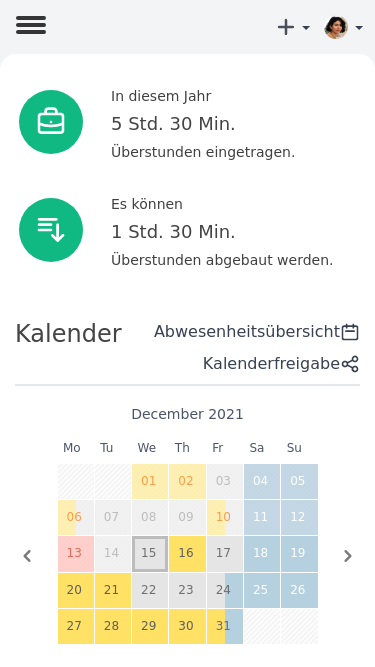 In diesem Jahr
5 Std. 30 Min.
Überstunden eingetragen.
Es können
1 Std. 30 Min.
Überstunden abgebaut werden.
Kalender
Abwesenheitsübersicht
Kalenderfreigabe
December 2021
Mo Tu We Th Fr Sa Su
01 02 03 04 05
06 07 08 09 10 11 12
13 14 15 16 17 18 19
20 21 22 23 24 25 26
27 28 29 30 31